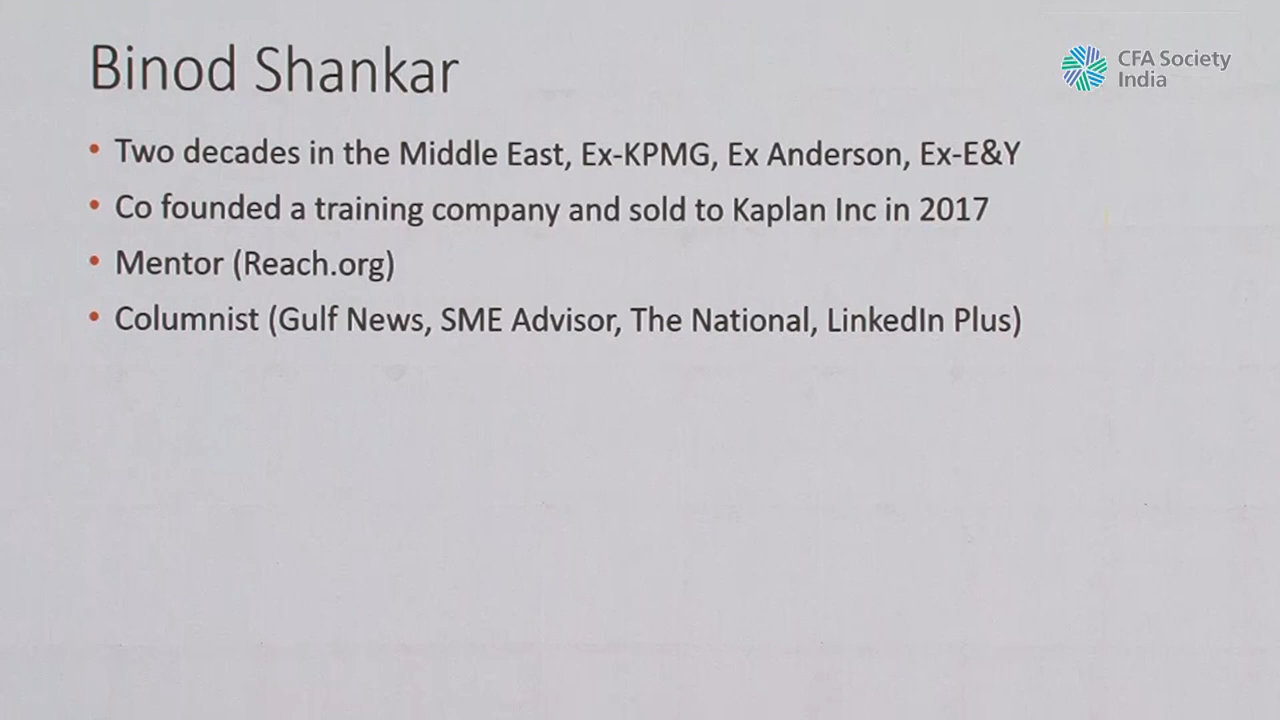 Binod Shankar
CFA Society
India
• Two decades in the Middle East, Ex-KPMG, Ex Anderson, Ex-E&Y
• Co founded a training company and sold to Kaplan Inc in 2017
• Mentor (Reach.org)
• Columnist (Gulf News, SME Advisor, The National, LinkedIn Plus)